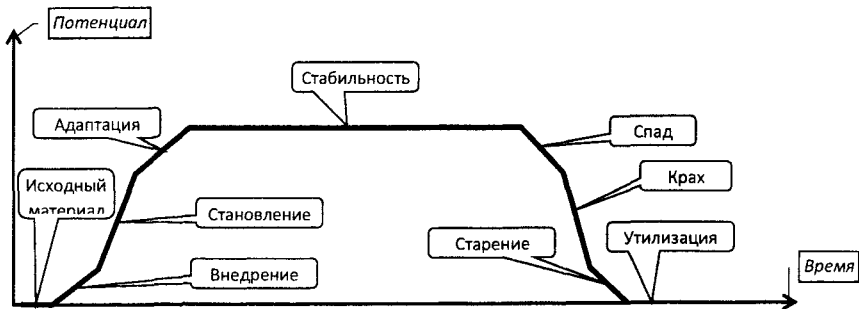 Потенциал
Стабильность
Адаптация
Спад
Исходный
материал
Крах
Становление
Старение
Утилизация
Внедрение
Время